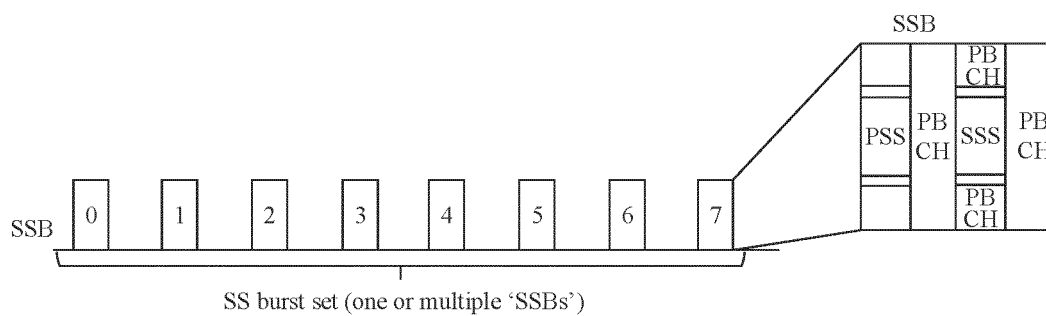 SSB
PB
CH
PSS
PB
CH
SSS
PB
CH
PB
CH
SSB
0 1 2 3 4 5 6 7
SS burst set (one or multiple ‘SSBs’)